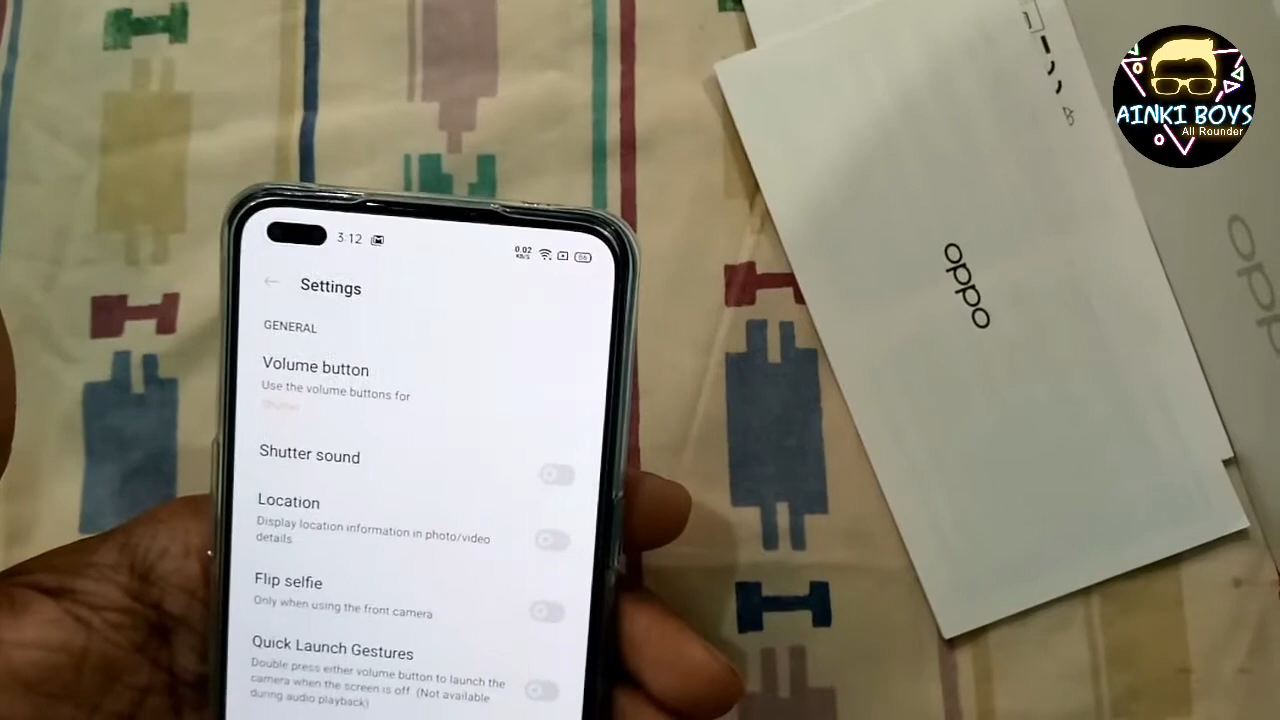 3:12
0.02
KB/S
66
Settings
GENERAL
Volume button
Use the volume buttons for
Shutter
Shutter sound
Location
Display location information in photo/video
details
Flip selfie
Only when using the front camera
Quick Launch Gestures
Double press either volume button to launch the
camera when the screen is off. (Not available
during audio playback)
oppo
AINKI BOYS
All Rounder